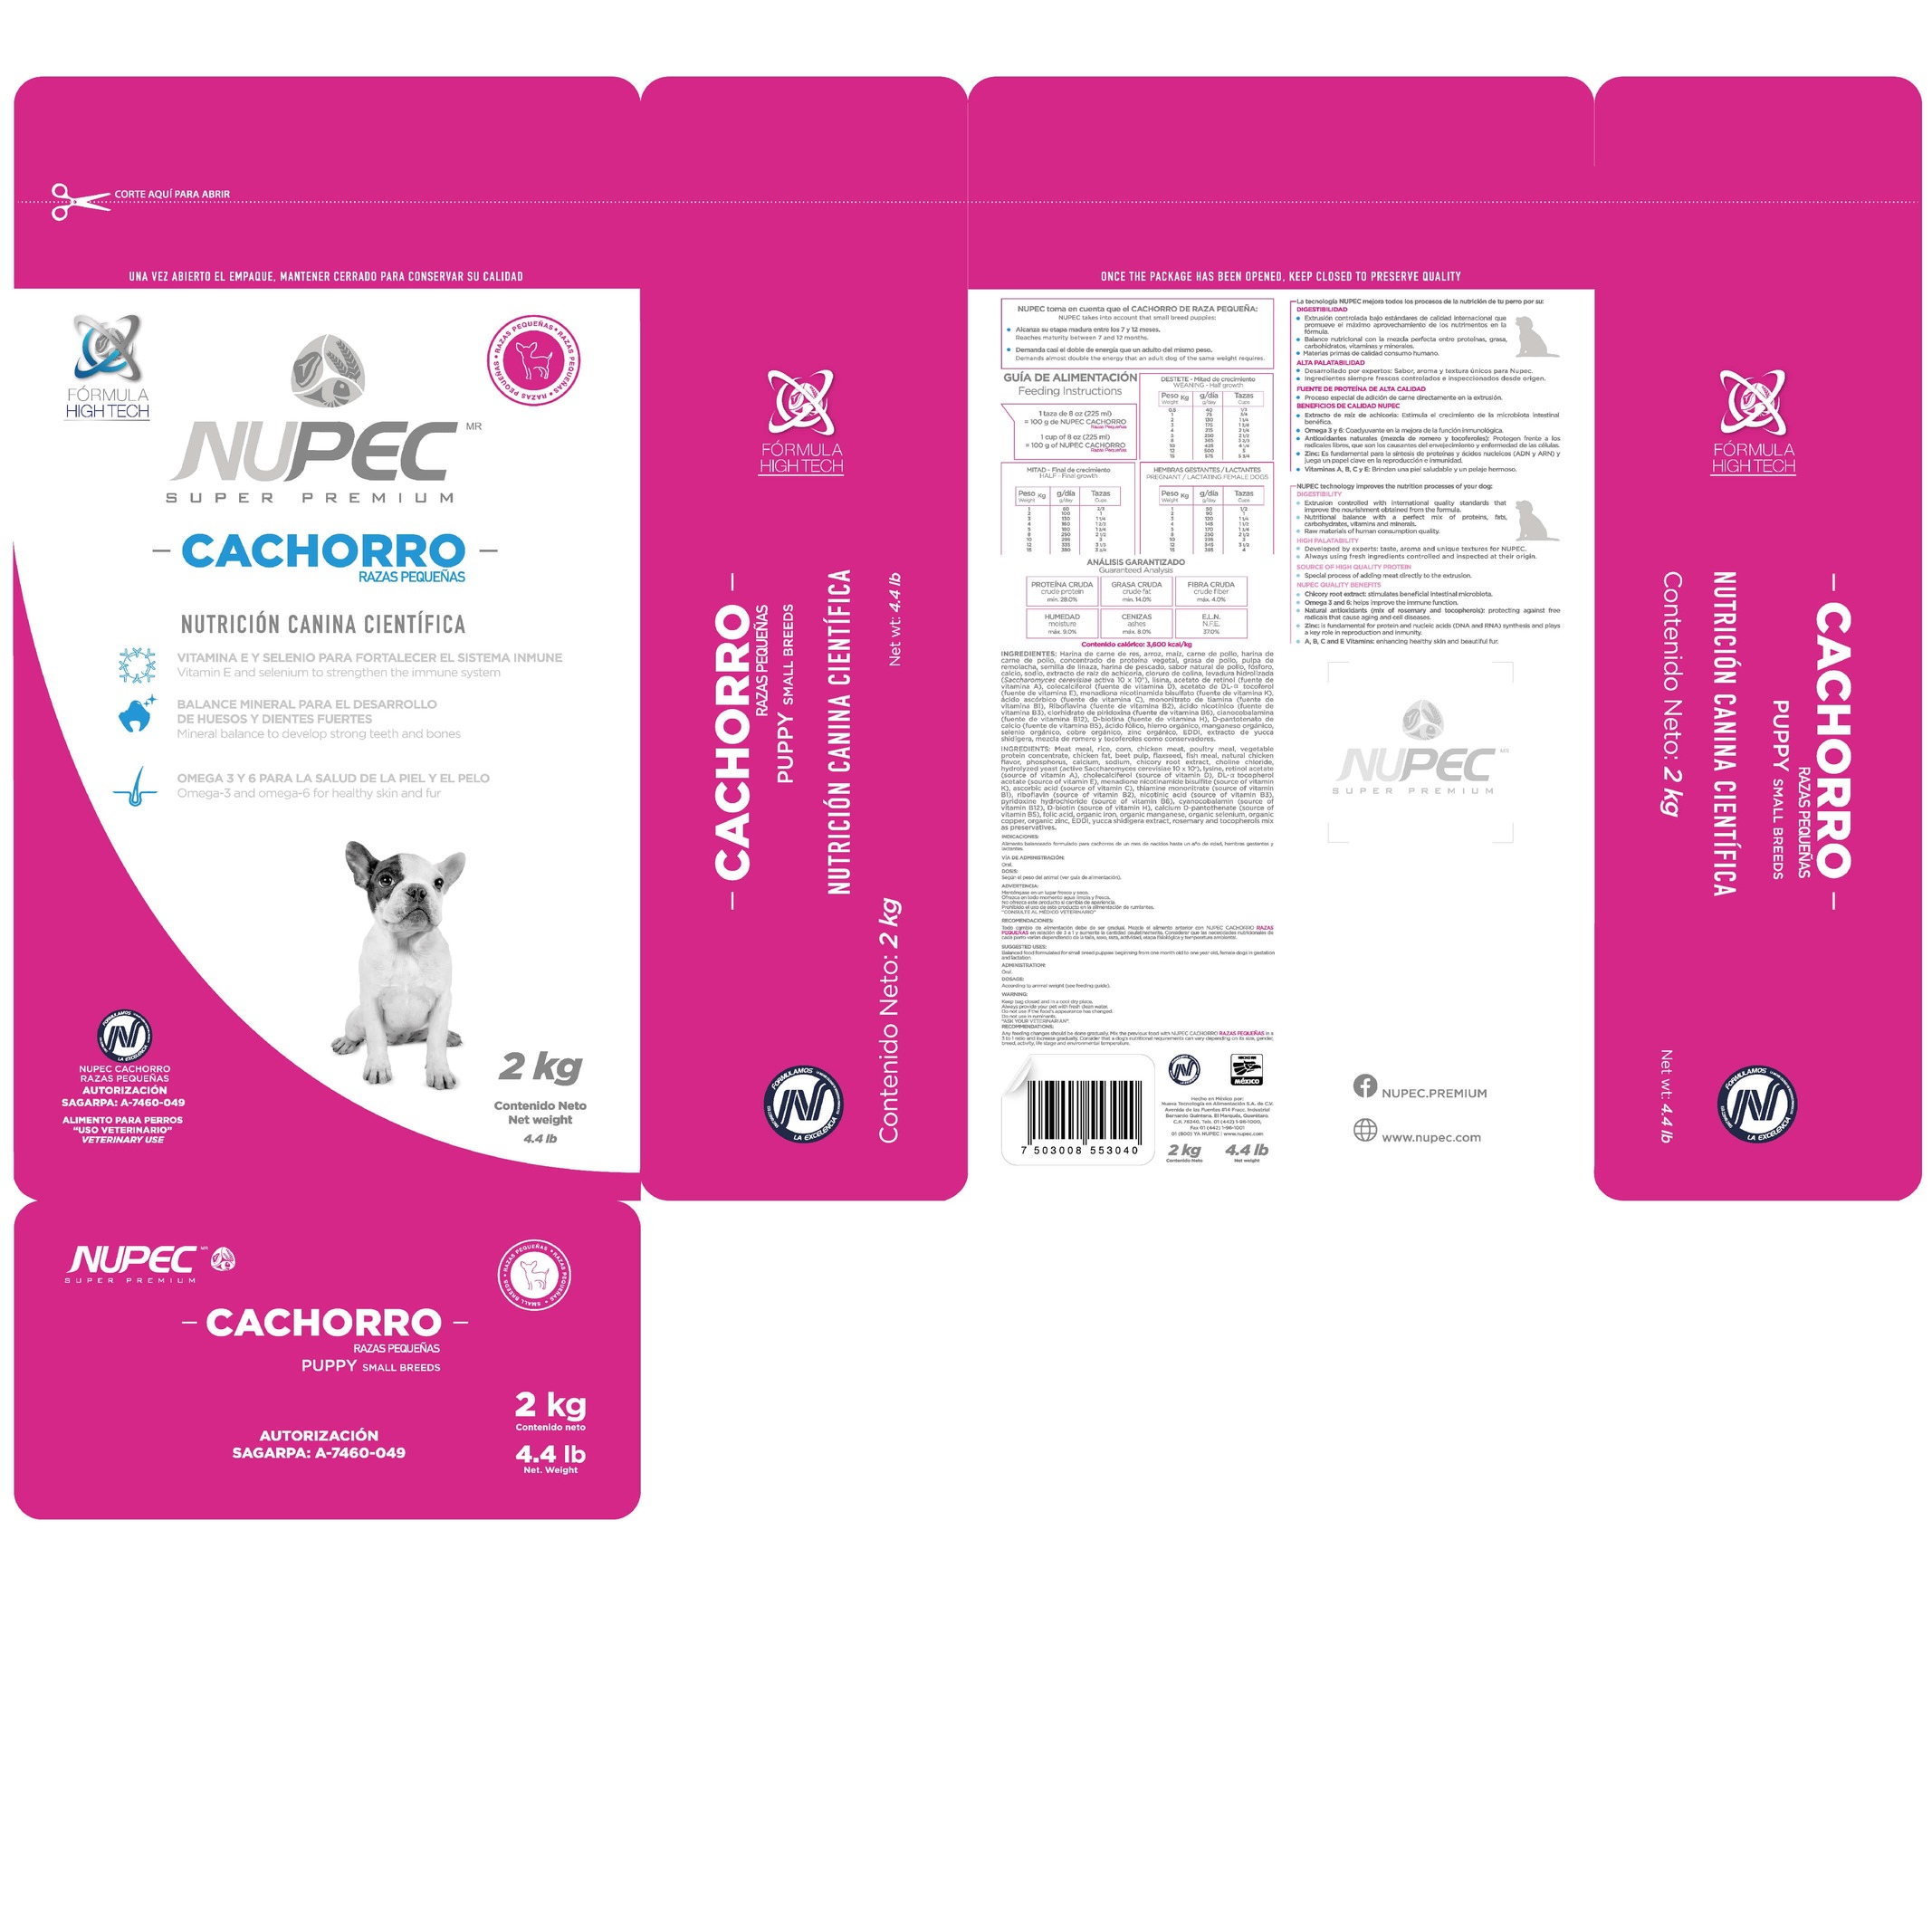 CORTE AQUÍ PARA ABRIR
UNA VEZ ABIERTO EL EMPAQUE, MANTENER CERRADO PARA CONSERVAR SU CALIDAD
FÓRMULA
HIGH TECH
RAZAS PEQUEÑAS • RAZAS PEQUEÑAS • RAZAS PEQUEÑAS •
NUPEC MR
SUPER PREMIUM
CACHORRO
RAZAS PEQUEÑAS
NUTRICIÓN CANINA CIENTÍFICA
VITAMINA E Y SELENIO PARA FORTALECER EL SISTEMA INMUNE
Vitamin E and selenium to strengthen the immune system
BALANCE MINERAL PARA EL DESARROLLO
DE HUESOS Y DIENTES FUERTES
Mineral balance to develop strong teeth and bones
OMEGA 3 Y 6 PARA LA SALUD DE LA PIEL Y EL PELO
Omega-3 and omega-6 for healthy skin and fur
FORMULAMOS
LA EXCELENCIA
NUPEC CACHORRO
RAZAS PEQUEÑAS
AUTORIZACIÓN
SAGARPA: A-7460-049
ALIMENTO PARA PERROS
"USO VETERINARIO"
VETERINARY USE
2 kg
Contenido Neto
Net weight
4.4 lb
NUPEC MR
SUPER PREMIUM
CACHORRO
RAZAS PEQUEÑAS
PUPPY SMALL BREEDS
AUTORIZACIÓN
SAGARPA: A-7460-049
2 kg
Contenido neto
4.4 lb
Net. Weight
FÓRMULA
HIGH TECH
CACHORRO
RAZAS PEQUEÑAS
PUPPY SMALL BREEDS
NUTRICIÓN CANINA CIENTÍFICA
Contenido Neto: 2 kg
Net wt: 4.4 lb
FORMULAMOS
LA EXCELENCIA
ONCE THE PACKAGE HAS BEEN OPENED, KEEP CLOSED TO PRESERVE QUALITY
NUPEC toma en cuenta que el CACHORRO DE RAZA PEQUEÑA:
NUPEC takes into account that small breed puppies:
Alcanza su etapa madura entre los 7 y 12 meses.
Reaches maturity between 7 and 12 months.
Demanda casi el doble de energía que un adulto del mismo peso.
Demands almost double the energy that an adult dog of the same weight requires.
GUÍA DE ALIMENTACIÓN
Feeding Instructions
1 taza de 8 oz (225 ml)
= 100 g de NUPEC CACHORRO
Razas Pequeñas
1 cup of 8 oz (225 ml)
= 100 g of NUPEC CACHORRO
Razas Pequeñas
DESTETE - Mitad de crecimiento
WEANING - Half growth
Peso Kg g/día Tazas
Weight g/day Cups
MITAD - Final de crecimiento
HALF - Final growth
Peso Kg g/día Tazas
Weight g/day Cups
HEMBRAS GESTANTES / LACTANTES
PREGNANT / LACTATING FEMALE DOGS
Peso Kg g/día Tazas
Weight g/day Cups
ANÁLISIS GARANTIZADO
Guaranteed Analysis
PROTEÍNA CRUDA GRASA CRUDA FIBRA CRUDA
crude protein crude fat crude fiber
mín. 28.0% mín. 14.0% máx. 4.0%
HUMEDAD CENIZAS E.L.N.
moisture ashes N.F.E.
máx. 9.0% máx. 8.0% 37.0%
Contenido calórico: 3,600 kcal/kg
INGREDIENTES: Harina de carne de res, arroz, maíz, carne de pollo, harina de
carne de pollo, concentrado de proteína vegetal, grasa de pollo, pulpa de
remolacha, semilla de linaza, harina de pescado, sabor natural de pollo, fósforo,
calcio, sodio, extracto de raíz de achicoria, cloruro de colina, levadura hidrolizada
lisina, acetato de retinol (fuente de
vitamina A), colecalciferol (fuente de vitamina D), acetato de DL-α tocoferol
(fuente de vitamina E), menadiona nicotinamida bisulfato (fuente de vitamina K),
ácido ascórbico (fuente de vitamina C), mononitrato de tiamina (fuente de
vitamina B1), Riboflavina (fuente de vitamina B2), ácido nicotínico (fuente de
vitamina B3), clorhidrato de piridoxina (fuente de vitamina B6), cianocobalamina
(fuente de vitamina B12), D-biotina (fuente de vitamina H), D-pantotenato de
calcio (fuente de vitamina B5), ácido fólico, hierro orgánico, manganeso orgánico,
selenio orgánico, cobre orgánico, zinc orgánico, EDDI, extracto de yucca
shidigera, mezcla de romero y tocoferoles como conservadores.
INGREDIENTS: Meat meal, rice, corn, chicken meat, poultry meal, vegetable
protein concentrate, chicken fat, beet pulp, flaxseed, fish meal, natural chicken
flavor, phosphorus, calcium, sodium, chicory root extract, choline chloride,
hydrolyzed yeast (active Saccharomyces cerevisiae lysine, retinol acetate
(source of vitamin A), cholecalciferol (source of vitamin D), DL-α tocopherol
acetate (source of vitamin E), menadione nicotinamide bisulfite (source of vitamin
K), ascorbic acid (source of vitamin C), thiamine mononitrate (source of vitamin
B1), riboflavin (source of vitamin B2), nicotinic acid (source of vitamin B3),
pyridoxine hydrochloride (source of vitamin B6), cyanocobalamin (source of
vitamin B12), D-biotin (source of vitamin H), calcium D-pantothenate (source of
vitamin B5), folic acid, organic iron, organic manganese, organic selenium, organic
copper, organic zinc, EDDI, yucca shidigera extract, rosemary and tocopherols mix
as preservatives.
INDICACIONES:
Alimento balanceado formulado para cachorros de un mes de nacidos hasta un año de edad, hembras gestantes y
lactantes.
VÍA DE ADMINISTRACIÓN:
Oral.
DOSIS:
Según el peso del animal (ver guía de alimentación).
ADVERTENCIA:
Manténgase en un lugar fresco y seco.
Ofrezca en todo momento agua limpia y fresca.
No ofrezca este producto si cambia de apariencia.
Prohibido el uso de este producto en la alimentación de rumiantes.
"CONSULTE AL MÉDICO VETERINARIO"
RECOMENDACIONES:
Todo cambio de alimentación debe de ser gradual. Mezcle el alimento anterior con NUPEC CACHORRO RAZAS
SUGGESTED USES:
Balanced food formulated for small breed puppies beginning from one month old to one year old, female dogs in gestation
and lactation.
ADMINISTRATION:
Oral.
DOSAGE:
According to animal weight (see feeding guide).
WARNING:
Keep bag closed and in a cool dry place.
Always provide your pet with fresh clean water.
Do not use if the food's appearance has changed.
Do not use in ruminants.
"ASK YOUR VETERINARIAN".
RECOMMENDATIONS:
Any feeding changes should be done gradually. Mix the previous food with NUPEC CACHORRO RAZAS PEQUEÑAS in a
3 to 1 ratio and increase gradually. Consider that a dog's nutritional requirements can vary depending on its size, gender,
breed, activity, life stage and environmental temperature.
7 503008 553040
HECHO EN
MÉXICO
Hecho en México por:
Nueva Tecnología en Alimentación S.A. de C.V.
01 (800) YA NUPEC | www.nupec.com
2 kg 4.4 lb
Contenido Neto Net weight
La tecnología NUPEC mejora todos los procesos de la nutrición de tu perro por su:
DIGESTIBILIDAD
Extrusión controlada bajo estándares de calidad internacional que
promueve el máximo aprovechamiento de los nutrimentos en la
fórmula.
Balance nutricional con la mezcla perfecta entre proteínas, grasa,
carbohidratos, vitaminas y minerales.
Materias primas de calidad consumo humano.
ALTA PALATABILIDAD
Desarrollado por expertos: Sabor, aroma y textura únicos para Nupec.
Ingredientes siempre frescos controlados e inspeccionados desde origen.
FUENTE DE PROTEÍNA DE ALTA CALIDAD
Proceso especial de adición de carne directamente en la extrusión.
BENEFICIOS DE CALIDAD NUPEC
Extracto de raíz de achicoria: Estimula el crecimiento de la microbiota intestinal
benéfica.
Omega 3 y 6: Coadyuvante en la mejora de la función inmunológica.
Antioxidantes naturales (mezcla de romero y tocoferoles): Protegen frente a los
radicales libres, que son los causantes del envejecimiento y enfermedad de las células.
Zinc: Es fundamental para la síntesis de proteínas y ácidos nucleicos (ADN y ARN) y
juega un papel clave en la reproducción e inmunidad.
Vitaminas A, B, C y E: Brindan una piel saludable y un pelaje hermoso.
NUPEC technology improves the nutrition processes of your dog:
DIGESTIBILITY
Extrusion controlled with international quality standards that
improve the nourishment obtained from the formula.
Nutritional balance with a perfect mix of proteins, fats,
carbohydrates, vitamins and minerals.
Raw materials of human consumption quality.
HIGH PALATABILITY
Developed by experts: taste, aroma and unique textures for NUPEC.
Always using fresh ingredients controlled and inspected at their origin.
SOURCE OF HIGH QUALITY PROTEIN
Special process of adding meat directly to the extrusion.
NUPEC QUALITY BENEFITS
Chicory root extract: stimulates beneficial intestinal microbiota.
Omega 3 and 6: helps improve the immune function.
Natural antioxidants (mix of rosemary and tocopherols): protecting against free
radicals that cause aging and cell diseases.
Zinc: is fundamental for protein and nucleic acids (DNA and RNA) synthesis and plays
a key role in reproduction and inmunity.
A, B, C and E Vitamins: enhancing healthy skin and beautiful fur.
NUPEC MR
SUPER PREMIUM
NUPEC.PREMIUM
www.nupec.com
FÓRMULA
HIGH TECH
CACHORRO
RAZAS PEQUEÑAS
PUPPY SMALL BREEDS
NUTRICIÓN CANINA CIENTÍFICA
Contenido Neto: 2 kg
Net wt: 4.4 lb
FORMULAMOS
LA EXCELENCIA